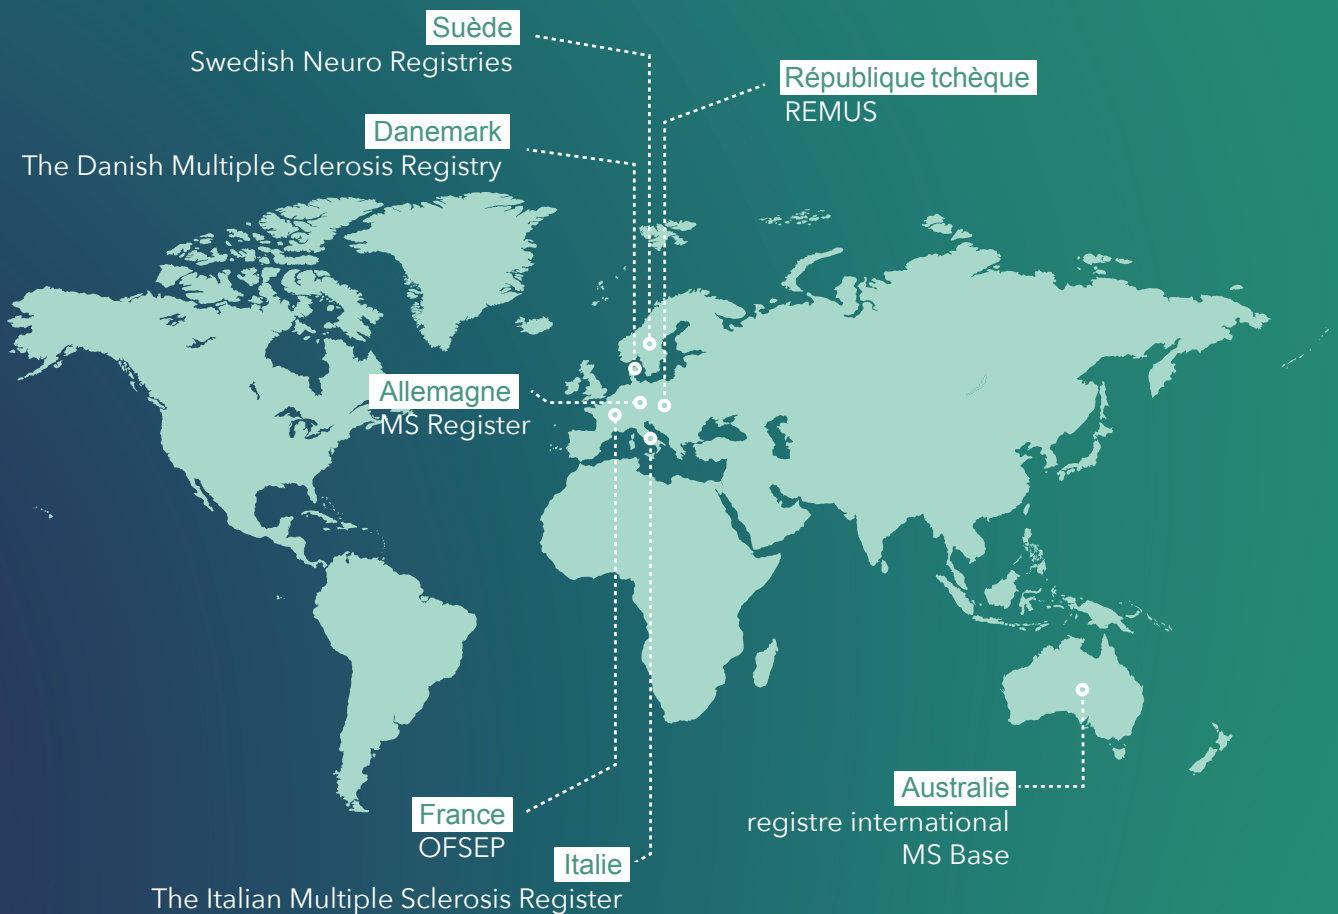 Suède
Swedish Neuro Registries
République tchèque
REMUS
Danemark
The Danish Multiple Sclerosis Registry
Allemagne
MS Register
Australie
registre international
MS Base
France
OFSEP
Italie
The Italian Multiple Sclerosis Register